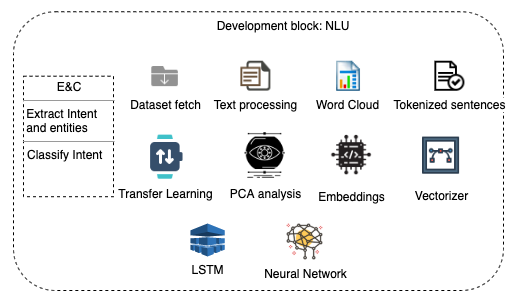 Development block: NLU
E&C
Extract Intent
and entities
Classify Intent
Dataset fetch
Text processing
Word Cloud
Tokenized sentences
Transfer Learning
PCA analysis
Embeddings
Vectorizer
LSTM
Neural Network